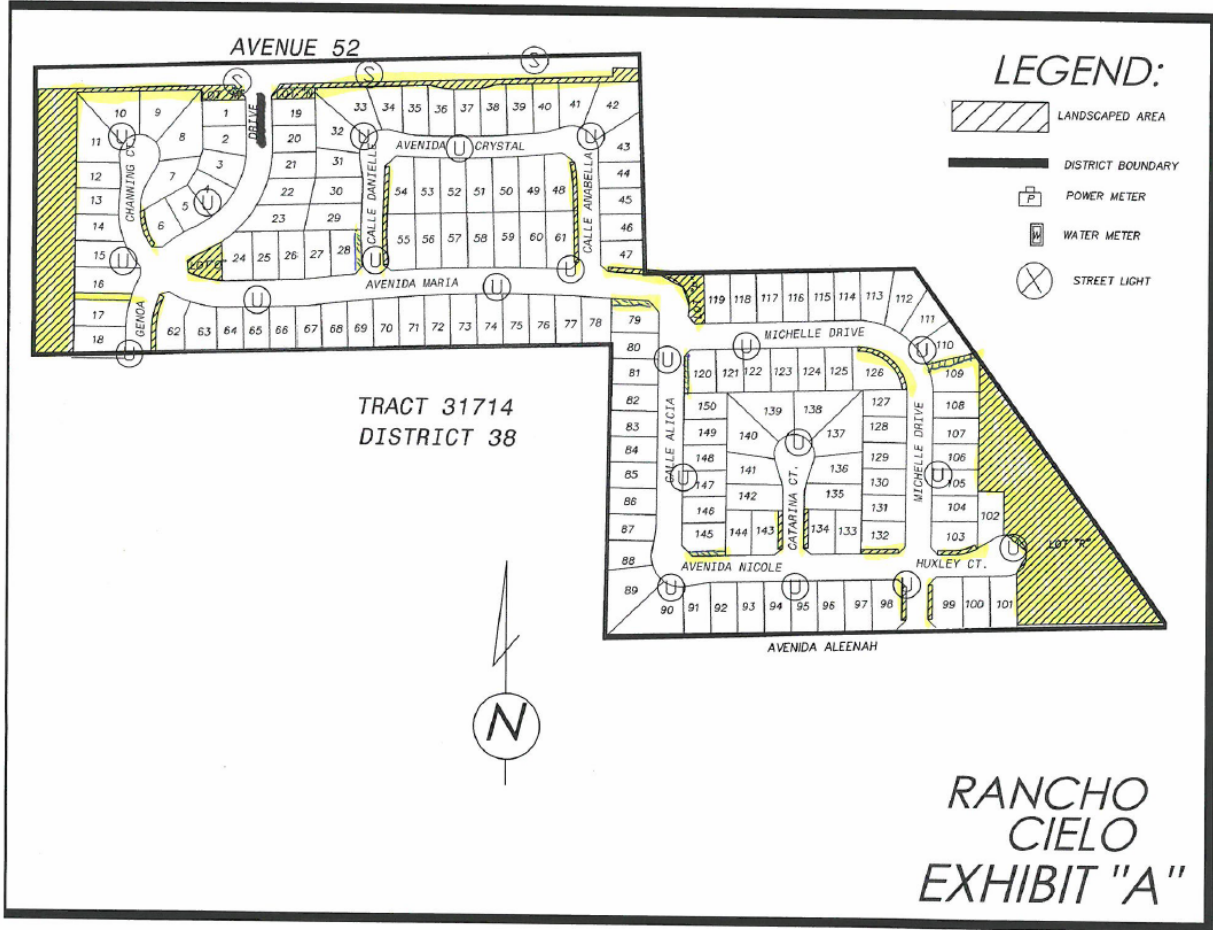 AVENUE 52
S
S
S
LEGEND:
LANDSCAPED AREA
DISTRICT BOUNDARY
P POWER METER
W WATER METER
STREET LIGHT
10 9 1 DRIVE 19 33 34 35 36 37 38 39 40 41 42
11 U 8 2 20 32 U AVENIDA U CRYSTAL U 43
CHANNING CT.
12 7 3 21 31 44
13 4 22 30 54 53 52 51 50 49 48 45
14 6 5 U 23 29 CALLE DANIELLE CALLE ANABELLA 46
15 U 24 25 26 27 28 U 55 56 57 58 59 60 61 U 47
16 AVENIDA MARIA
U U
17 GENOA
18 U 62 63 64 65 66 67 68 69 70 71 72 73 74 75 76 77 78 79
119 118 117 116 115 114 113 112 111 110
MICHELLE DRIVE
80 U U U
81 120 121 122 123 124 125 126 109
82 150 139 138 127 108
83 149 140 U 137 128 107
84 148 129 106
CALLE ALICIA MICHELLE DRIVE
85 U 147 141 136 130 U 105
86 146 142 135 131 104 102
87 145 144 143 CATARINA CT. 134 133 132 103 U LOT "R"
88 AVENIDA NICOLE HUXLEY CT.
89 U U U
90 91 92 93 94 95 96 97 98 99 100 101
AVENIDA ALEENAH
TRACT 31714
DISTRICT 38
N
RANCHO
CIELO
EXHIBIT "A"